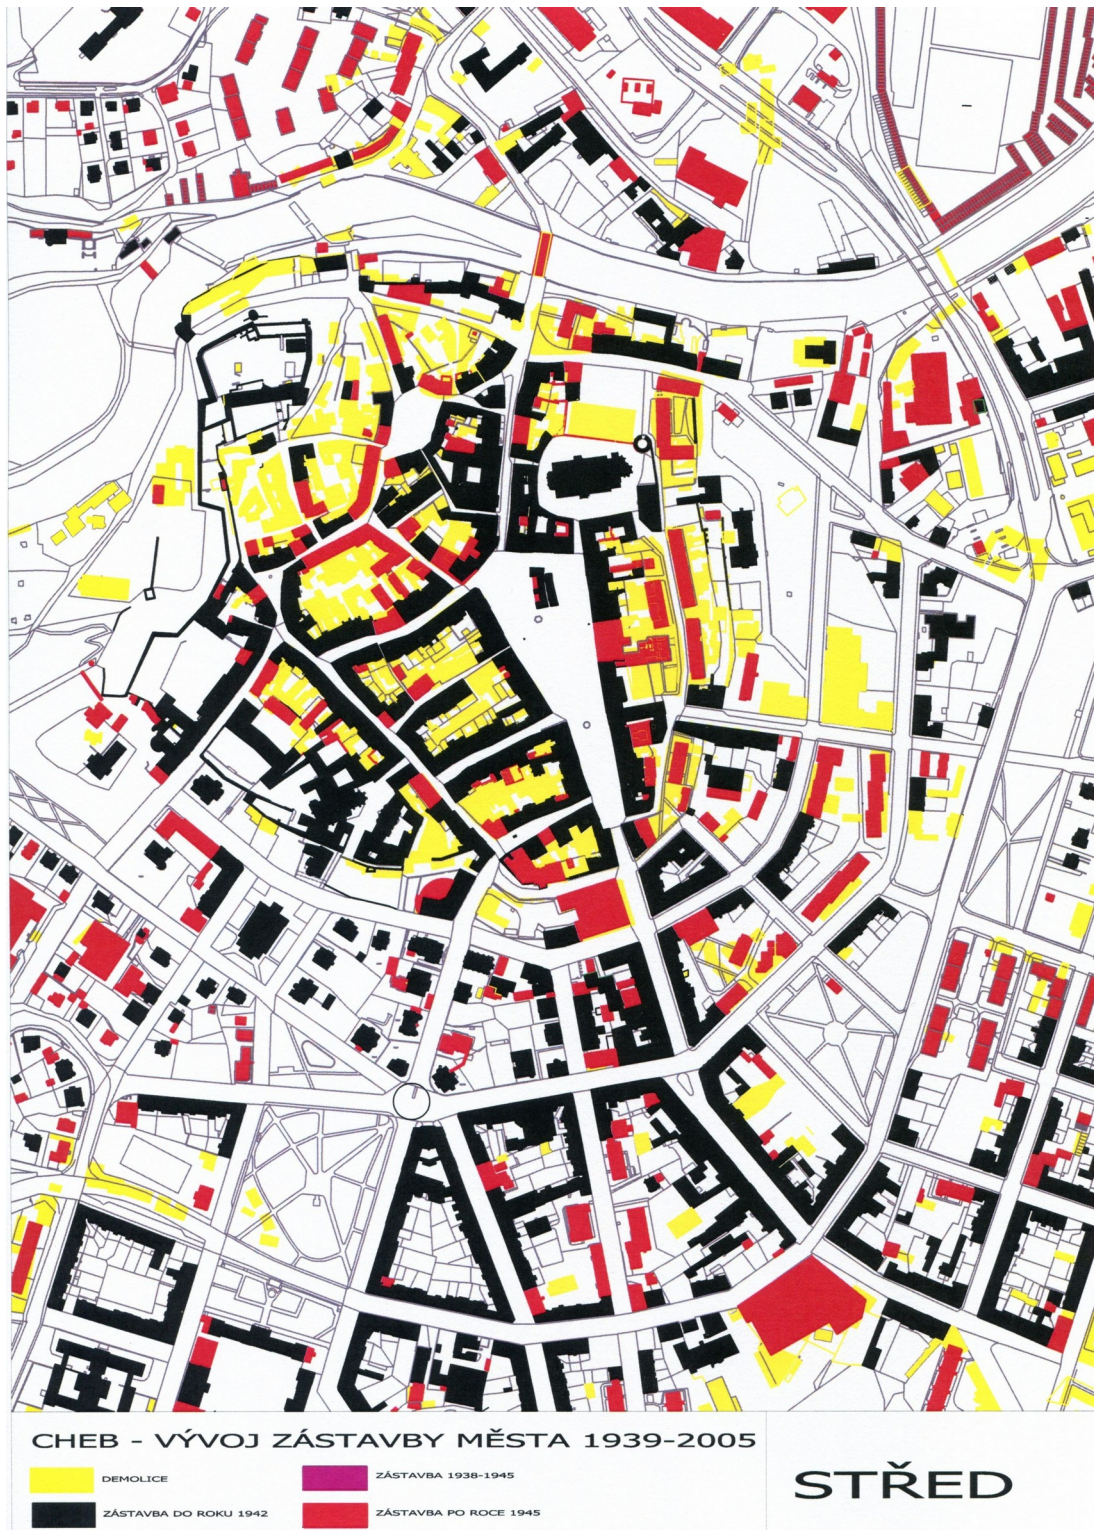 CHEB - VÝVOJ ZÁSTAVBY MĚSTA 1939-2005
DEMOLICE
ZÁSTAVBA 1938-1945
ZÁSTAVBA DO ROKU 1942
ZÁSTAVBA PO ROCE 1945
STŘED